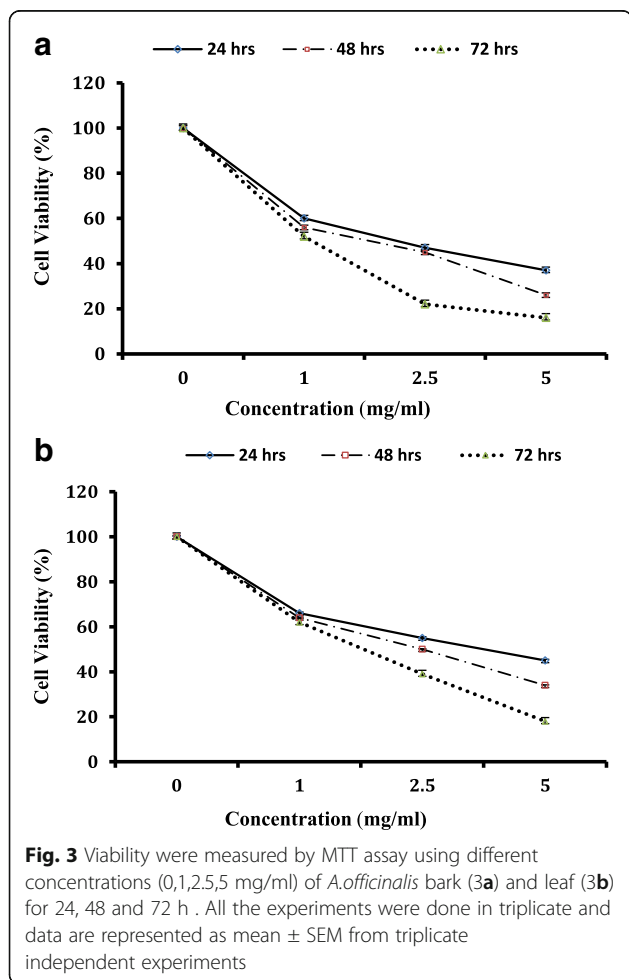 a
24 hrs 48 hrs 72 hrs
120
100
80
60
40
20
0
Cell Viability (%)
0 1 2.5 5
Concentration (mg/ml)
b
24 hrs 48 hrs 72 hrs
120
100
80
60
40
20
0
Cell Viability (%)
0 1 2.5 5
Concentration (mg/ml)
Fig. 3 Viability were measured by MTT assay using different
concentrations (0,1,2.5,5 mg/ml) of A.officinalis bark (3a) and leaf (3b)
for 24, 48 and 72 h . All the experiments were done in triplicate and
data are represented as mean ± SEM from triplicate
independent experiments